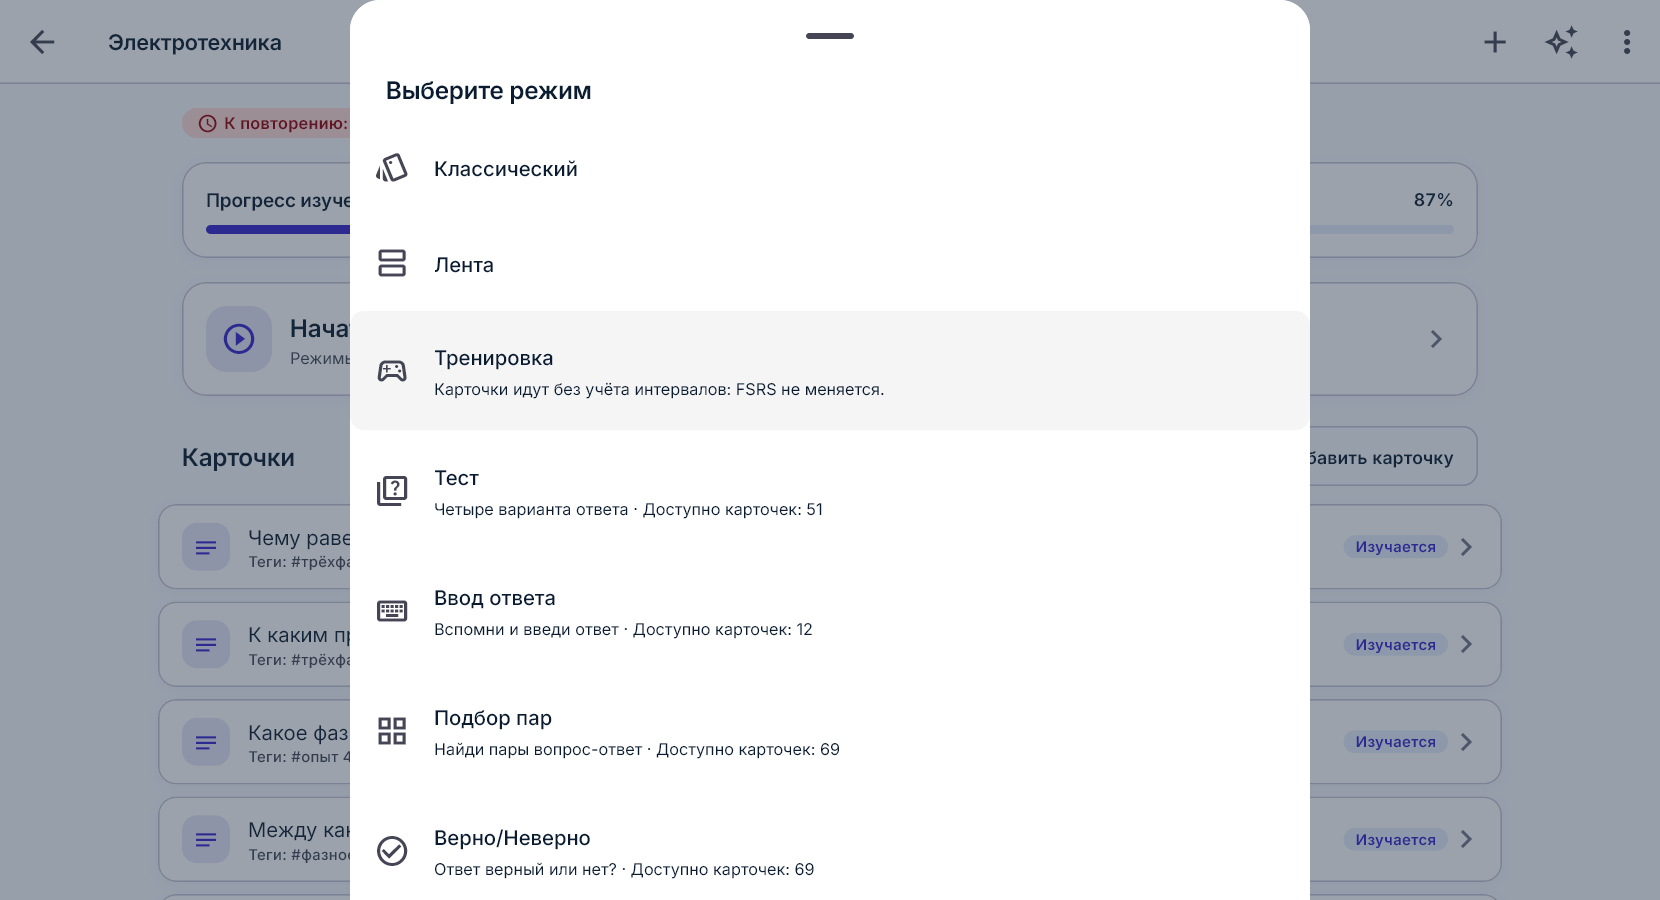 Электротехника
К повторению:
Выберите режим
Классический
Прогресс изуче
87%
Лента
Нача
Режимы
Тренировка
Карточки идут без учёта интервалов: FSRS не меняется.
Карточки
бавить карточку
Тест
Четыре варианта ответа · Доступно карточек: 51
Чему раве
Теги: #трёхфа
Изучается
Ввод ответа
Вспомни и введи ответ · Доступно карточек: 12
К каким пр
Теги: #трёхфа
Изучается
Подбор пар
Найди пары вопрос-ответ · Доступно карточек: 69
Какое фаз
Теги: #опыт 4
Изучается
Верно/Неверно
Ответ верный или нет? · Доступно карточек: 69
Между как
Теги: #фазно
Изучается